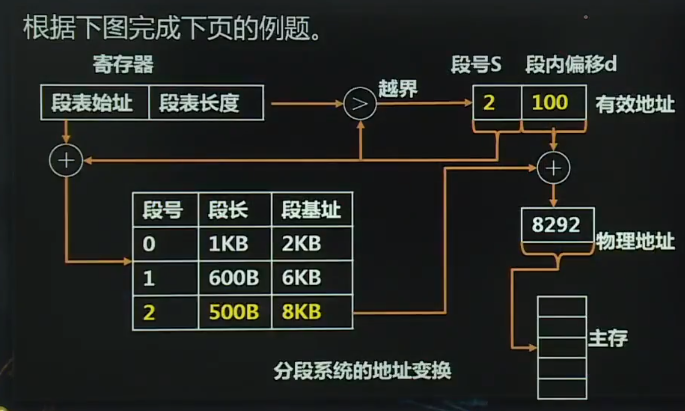 根据下图完成下页的例题。
寄存器
段号S 段内偏移d
段表始址 段表长度
>
越界
2 100
有效地址
+
+
段号 段长 段基址
0 1KB 2KB
1 600B 6KB
2 500B 8KB
8292
物理地址
主存
分段系统的地址变换